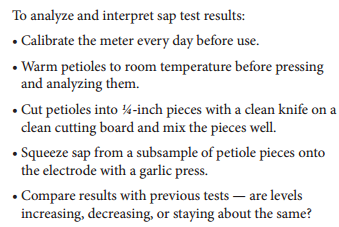 To analyze and interpret sap test results:
• Calibrate the meter every day before use.
• Warm petioles to room temperature before pressing
and analyzing them.
• Cut petioles into ¼-inch pieces with a clean knife on a
clean cutting board and mix the pieces well.
• Squeeze sap from a subsample of petiole pieces onto
the electrode with a garlic press.
• Compare results with previous tests — are levels
increasing, decreasing, or staying about the same?